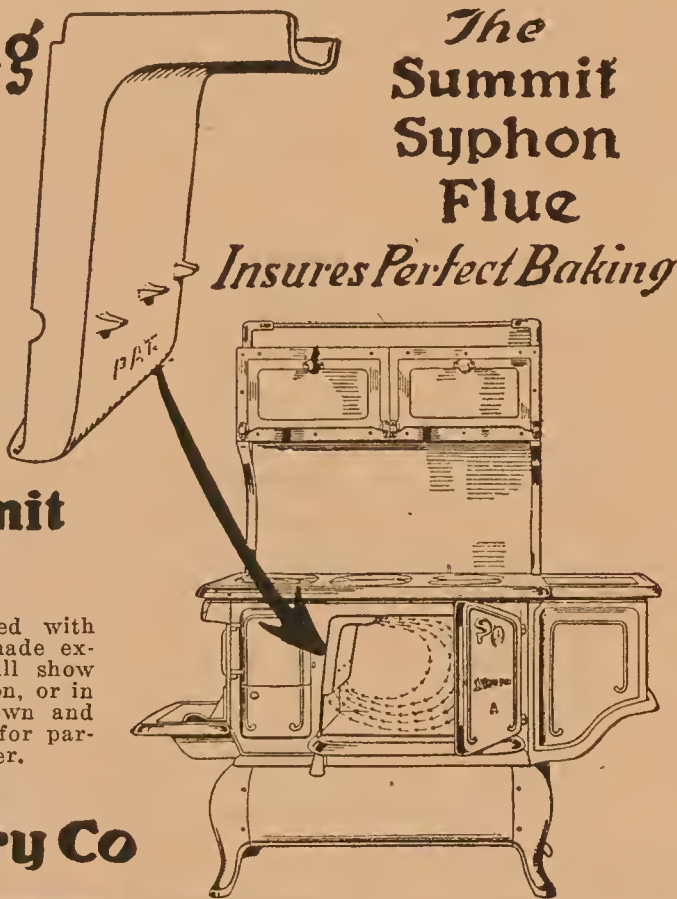 g
The
Summit
Syphon
Flue
Insures Perfect Baking
PAT.
nit
ed with
nade ex-
ll show
on, or in
own and
for par-
er.
A
ry Co